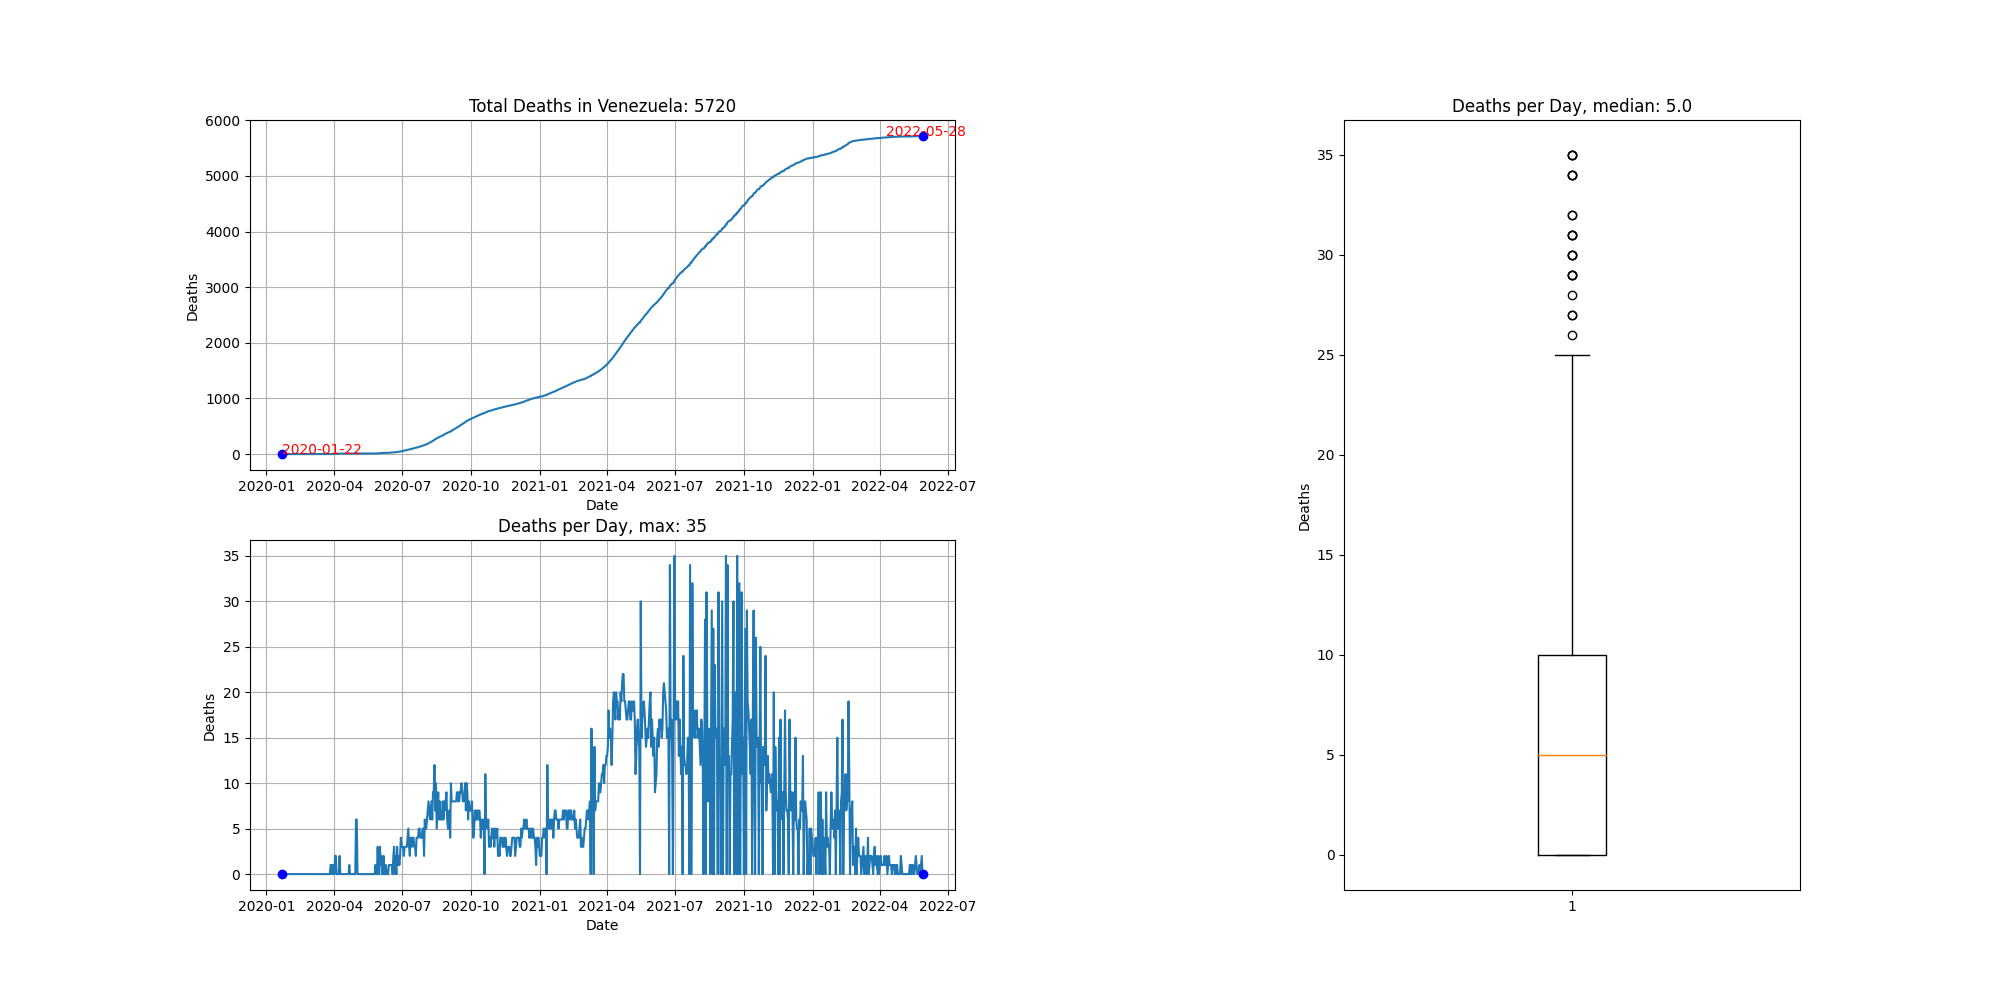 Total Deaths in Venezuela: 5720
6000
5000
4000
3000
2000
1000
0
Deaths
2020-01-22
2022-05-28
2020-01 2020-04 2020-07 2020-10 2021-01 2021-04 2021-07 2021-10 2022-01 2022-04 2022-07
Date
Deaths per Day, max: 35
35
30
25
20
15
10
5
0
Deaths
2020-01 2020-04 2020-07 2020-10 2021-01 2021-04 2021-07 2021-10 2022-01 2022-04 2022-07
Date
Deaths per Day, median: 5.0
35
30
25
20
15
10
5
0
Deaths
1